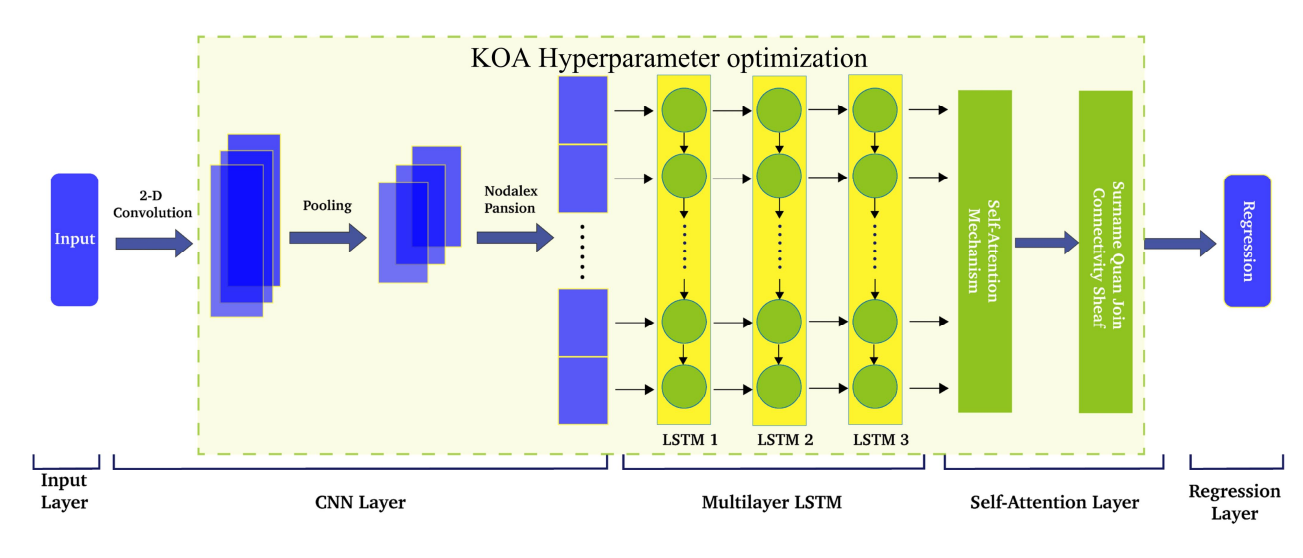 KOA Hyperparameter optimization
Input
2-D
Convolution
Pooling
Nodalex
Pansion
LSTM 1
LSTM 2
LSTM 3
Self-Attention
Mechanism
Surname Quan Join
Connectivity Sheaf
Regression
Input
Layer
CNN Layer
Multilayer LSTM
Self-Attention Layer
Regression
Layer